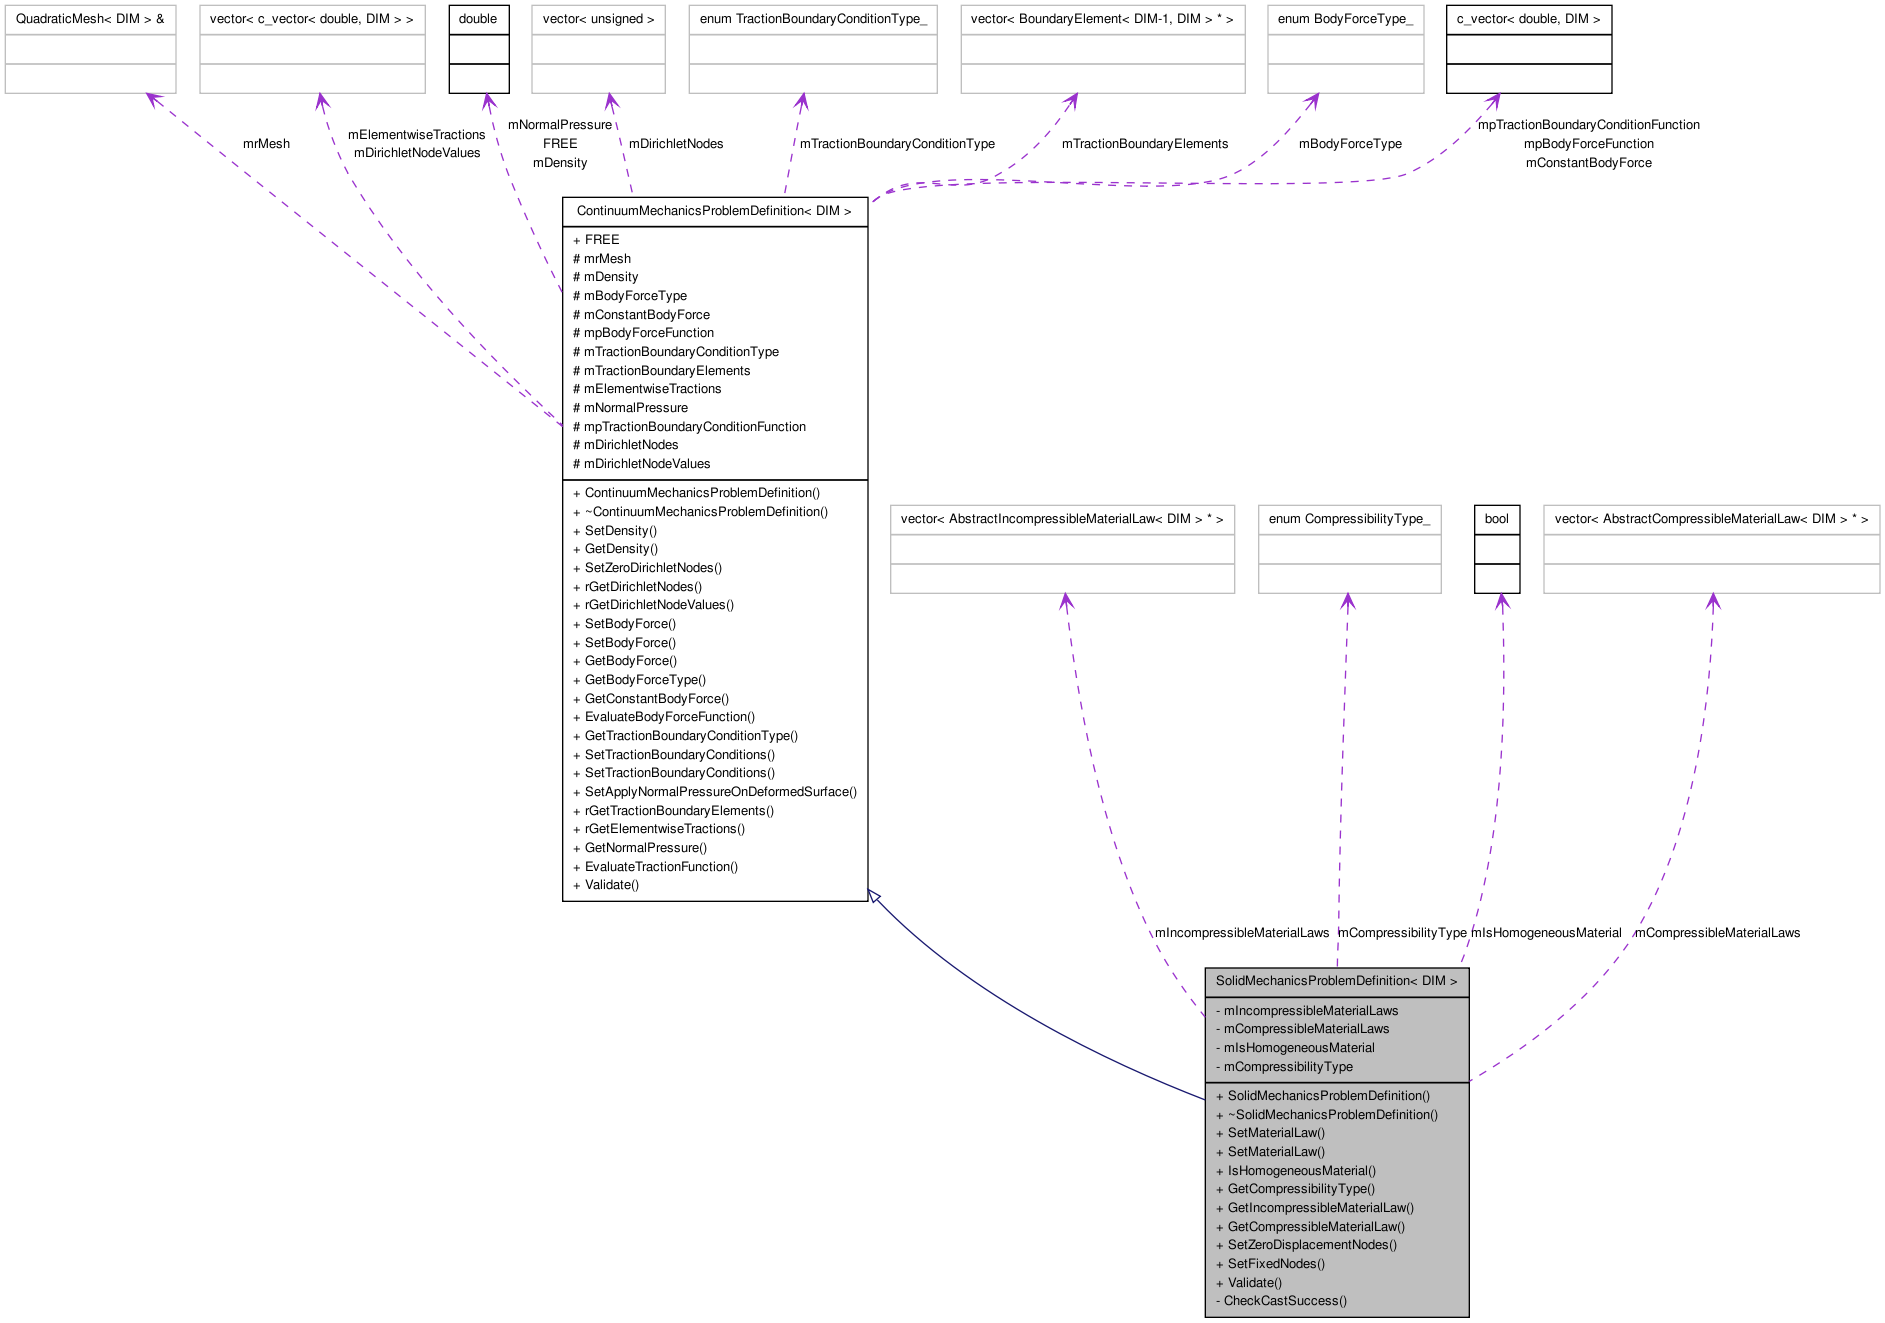 QuadraticMesh< DIM > &
vector< c_vector< double, DIM > >
double
vector< unsigned >
enum TractionBoundaryConditionType_
vector< BoundaryElement< DIM-1, DIM > * >
enum BodyForceType_
c_vector< double, DIM >
mrMesh
mElementwiseTractions
mDirichletNodeValues
mNormalPressure
FREE
mDensity
mDirichletNodes
mTractionBoundaryConditionType
mTractionBoundaryElements
mBodyForceType
mpTractionBoundaryConditionFunction
mpBodyForceFunction
mConstantBodyForce
ContinuumMechanicsProblemDefinition< DIM >
+ FREE
# mrMesh
# mDensity
# mBodyForceType
# mConstantBodyForce
# mpBodyForceFunction
# mTractionBoundaryConditionType
# mTractionBoundaryElements
# mElementwiseTractions
# mNormalPressure
# mpTractionBoundaryConditionFunction
# mDirichletNodes
# mDirichletNodeValues
+ ContinuumMechanicsProblemDefinition()
+ ~ContinuumMechanicsProblemDefinition()
+ SetDensity()
+ GetDensity()
+ SetZeroDirichletNodes()
+ rGetDirichletNodes()
+ rGetDirichletNodeValues()
+ SetBodyForce()
+ SetBodyForce()
+ GetBodyForce()
+ GetBodyForceType()
+ GetConstantBodyForce()
+ EvaluateBodyForceFunction()
+ GetTractionBoundaryConditionType()
+ SetTractionBoundaryConditions()
+ SetTractionBoundaryConditions()
+ SetApplyNormalPressureOnDeformedSurface()
+ rGetTractionBoundaryElements()
+ rGetElementwiseTractions()
+ GetNormalPressure()
+ EvaluateTractionFunction()
+ Validate()
vector< AbstractIncompressibleMaterialLaw< DIM > * >
enum CompressibilityType_
bool
vector< AbstractCompressibleMaterialLaw< DIM > * >
mIncompressibleMaterialLaws
mCompressibilityType
mIsHomogeneousMaterial
mCompressibleMaterialLaws
SolidMechanicsProblemDefinition< DIM >
- mIncompressibleMaterialLaws
- mCompressibleMaterialLaws
- mIsHomogeneousMaterial
- mCompressibilityType
+ SolidMechanicsProblemDefinition()
+ ~SolidMechanicsProblemDefinition()
+ SetMaterialLaw()
+ SetMaterialLaw()
+ IsHomogeneousMaterial()
+ GetCompressibilityType()
+ GetIncompressibleMaterialLaw()
+ GetCompressibleMaterialLaw()
+ SetZeroDisplacementNodes()
+ SetFixedNodes()
+ Validate()
- CheckCastSuccess()